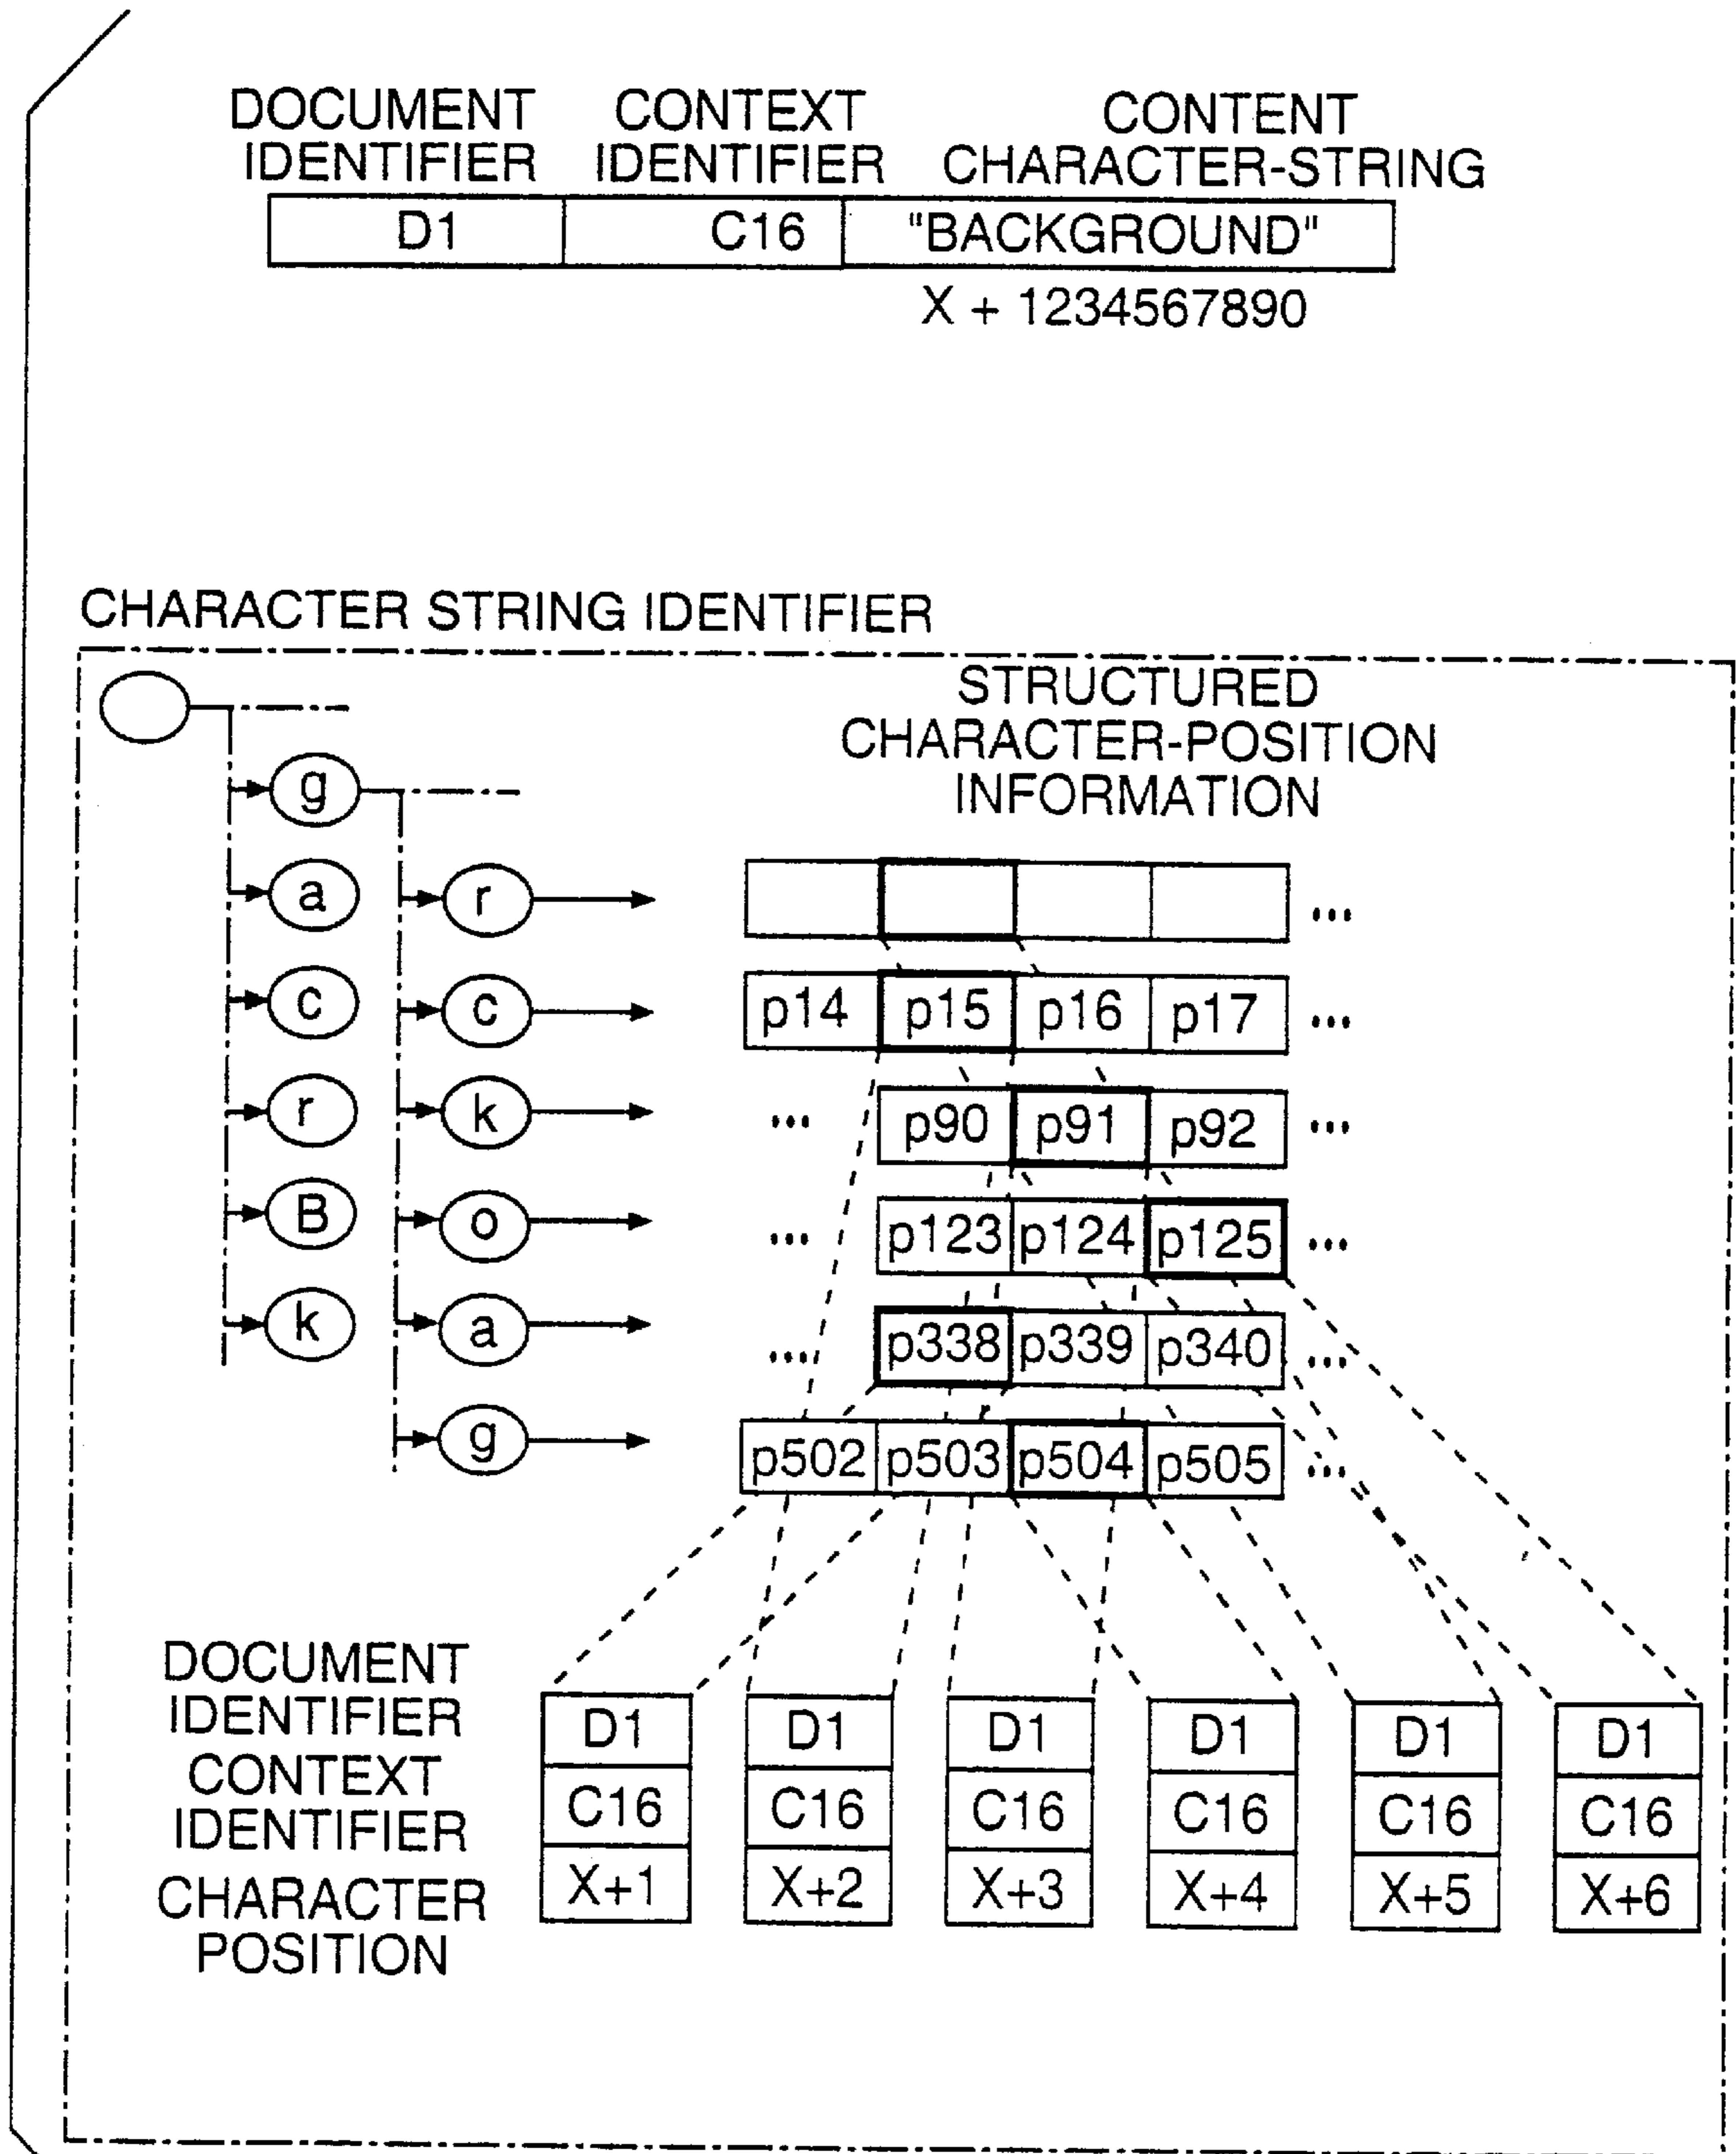 DOCUMENT IDENTIFIER
CONTEXT IDENTIFIER
CONTENT CHARACTER-STRING
D1 C16 "BACKGROUND"
X + 1234567890
CHARACTER STRING IDENTIFIER
STRUCTURED
CHARACTER-POSITION
INFORMATION
g
a r
c c p14 p15 p16 p17 ...
r k ... p90 p91 p92 ...
B o ... p123 p124 p125 ...
k a ... p338 p339 p340 ...
g p502 p503 p504 p505 ...
DOCUMENT IDENTIFIER
D1 D1 D1 D1 D1 D1
CONTEXT IDENTIFIER
C16 C16 C16 C16 C16 C16
CHARACTER POSITION
X+1 X+2 X+3 X+4 X+5 X+6